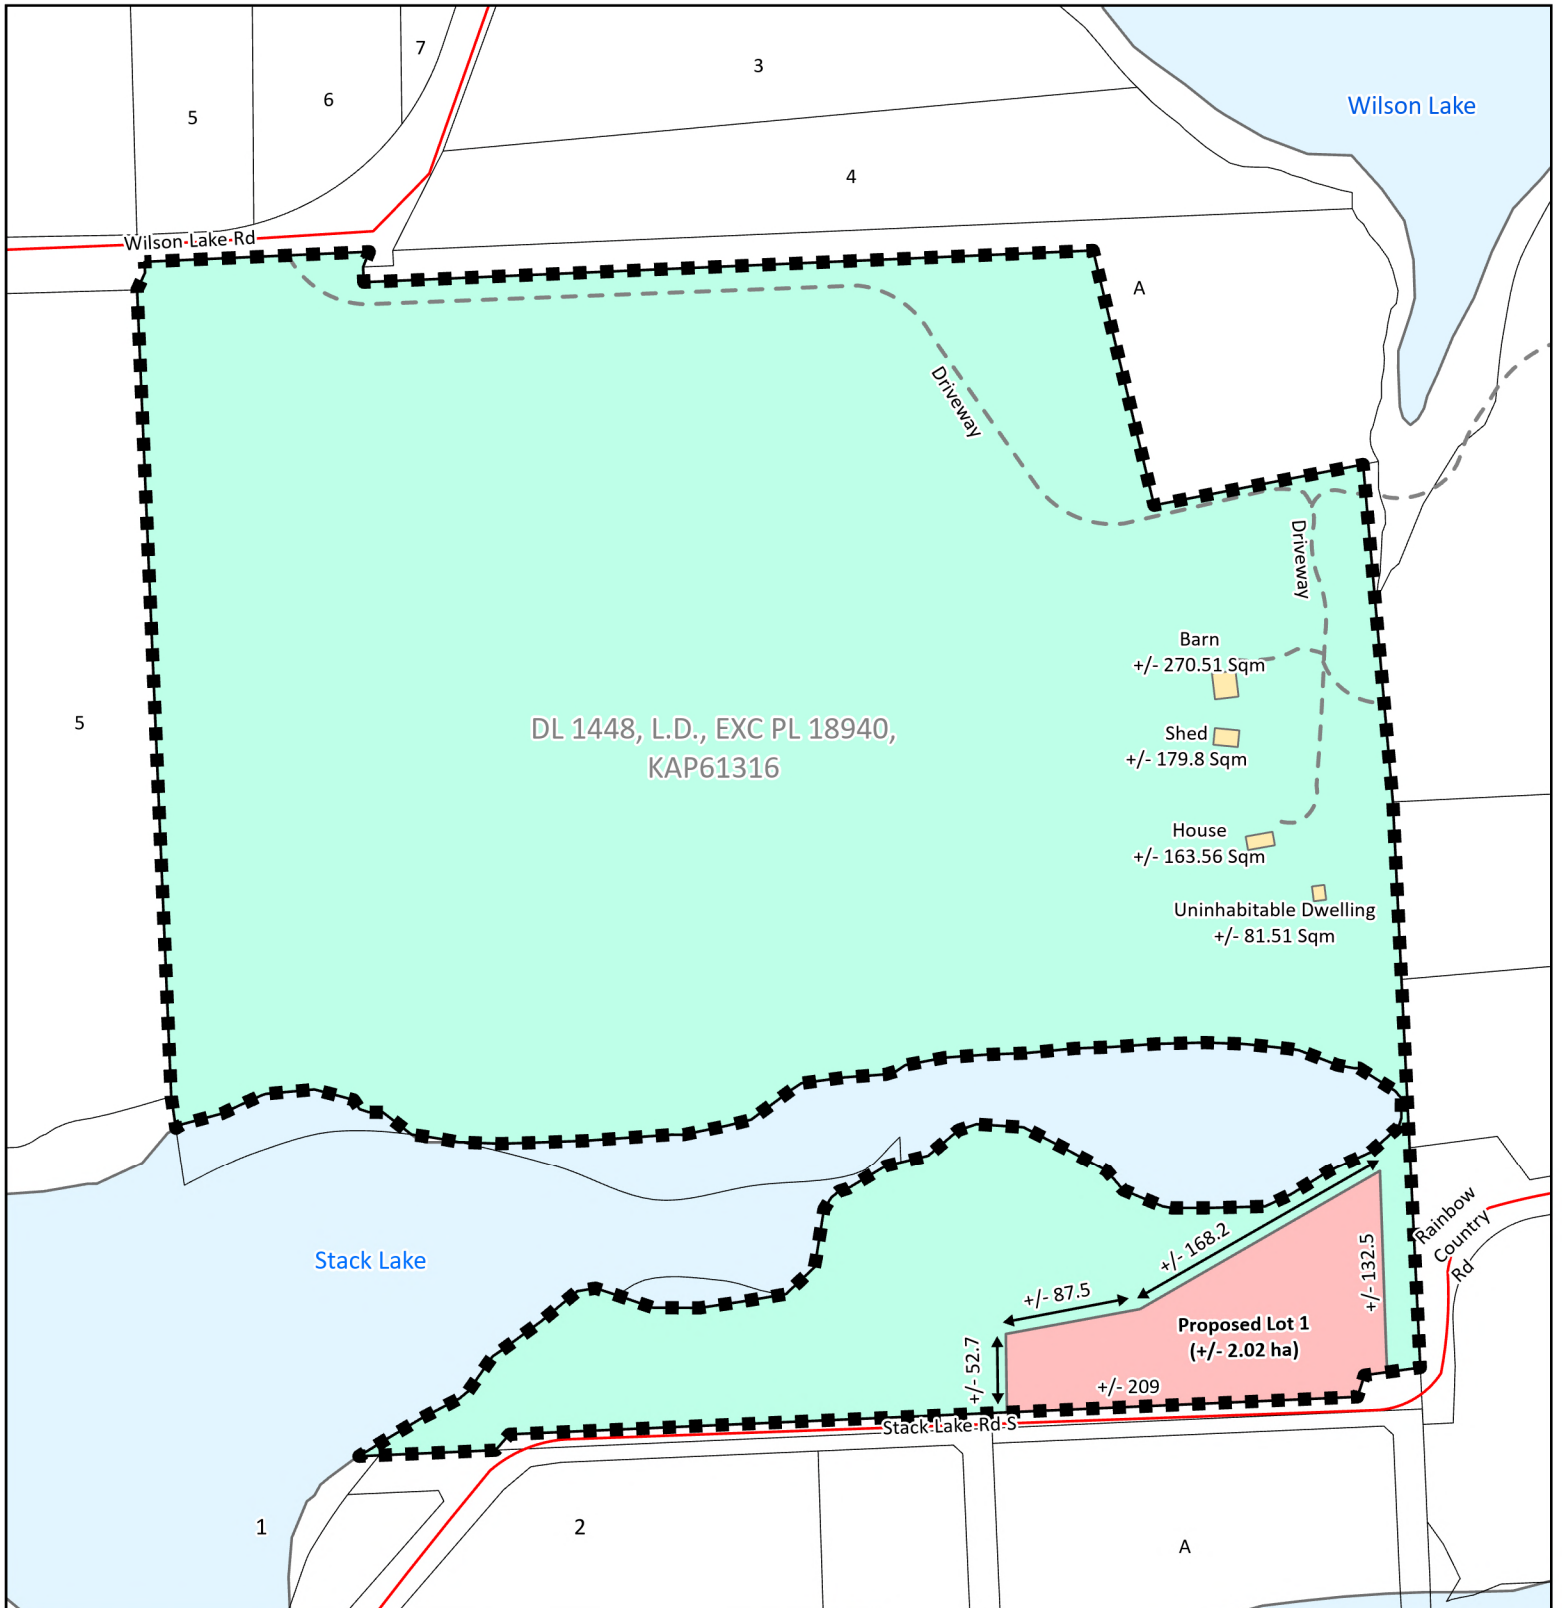 7
3
6
5
Wilson Lake
4
Wilson Lake Rd
A
Driveway
Driveway
Barn
+/- 270.51 Sqm
5
DL 1448, L.D., EXC PL 18940,
KAP61316
Shed
+/- 179.8 Sqm
House
+/- 163.56 Sqm
Uninhabitable Dwelling
+/- 81.51 Sqm
Stack Lake
Rainbow
Country
Rd
+/- 168.2
+/- 132.5
+/- 87.5
Proposed Lot 1
(+/- 2.02 ha)
+/- 52.7
+/- 209
Stack Lake Rd S
1
2
A